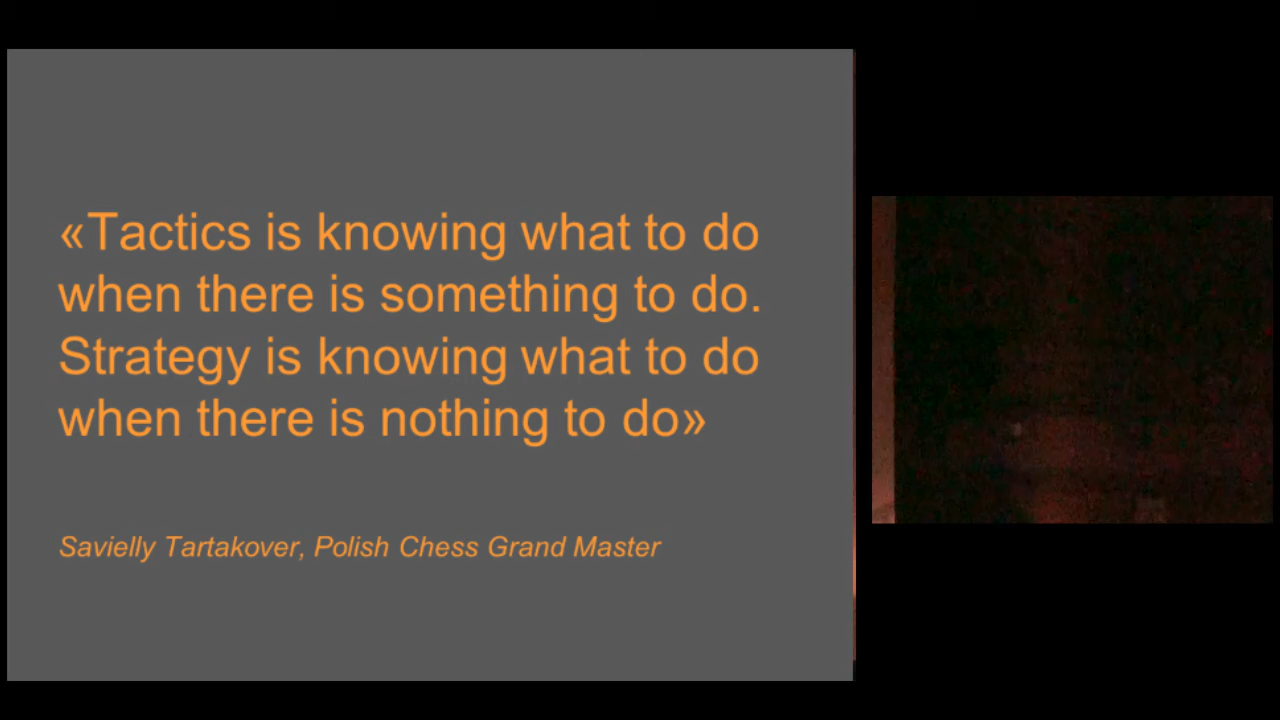 «Tactics is knowing what to do
when there is something to do.
Strategy is knowing what to do
when there is nothing to do»
Savielly Tartakover, Polish Chess Grand Master